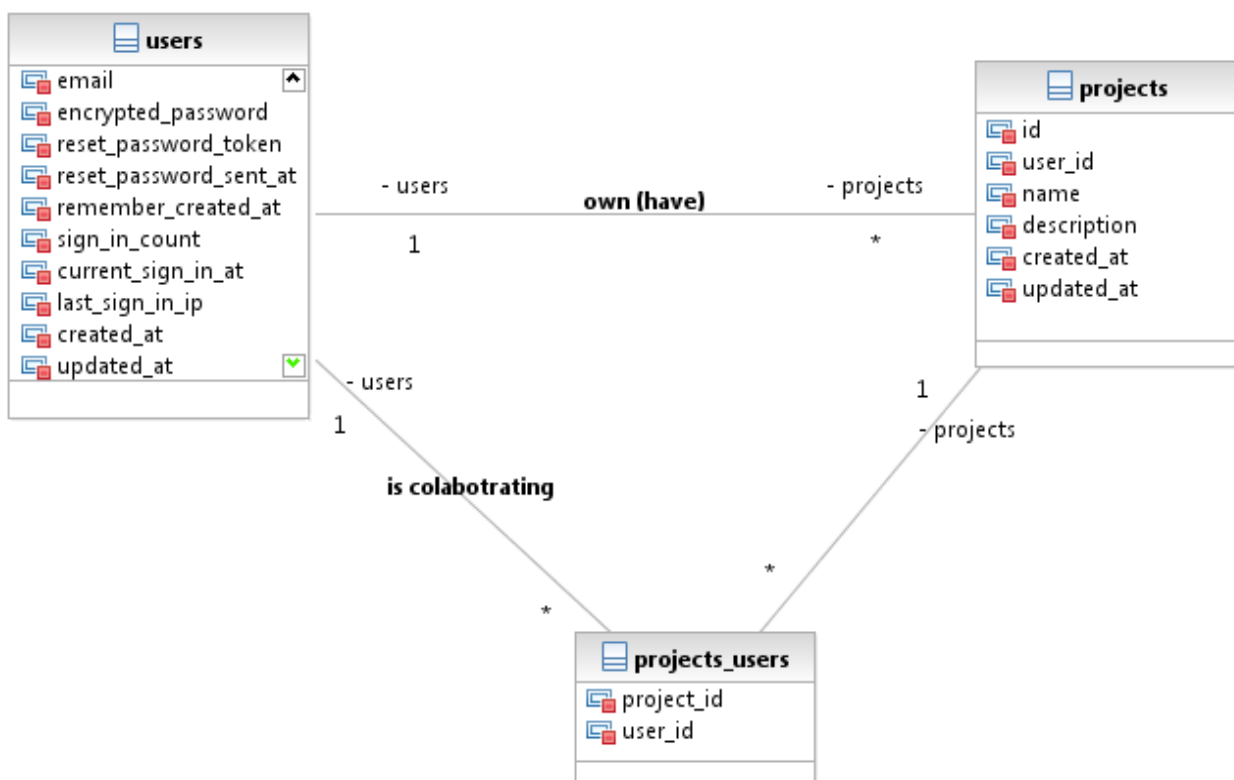 users
email
encrypted_password
reset_password_token
reset_password_sent_at
remember_created_at
sign_in_count
current_sign_in_at
last_sign_in_ip
created_at
updated_at
- users
1
own (have)
- projects
*
projects
id
user_id
name
description
created_at
updated_at
- users
1
is colabotrating
*
1
- projects
*
projects_users
project_id
user_id